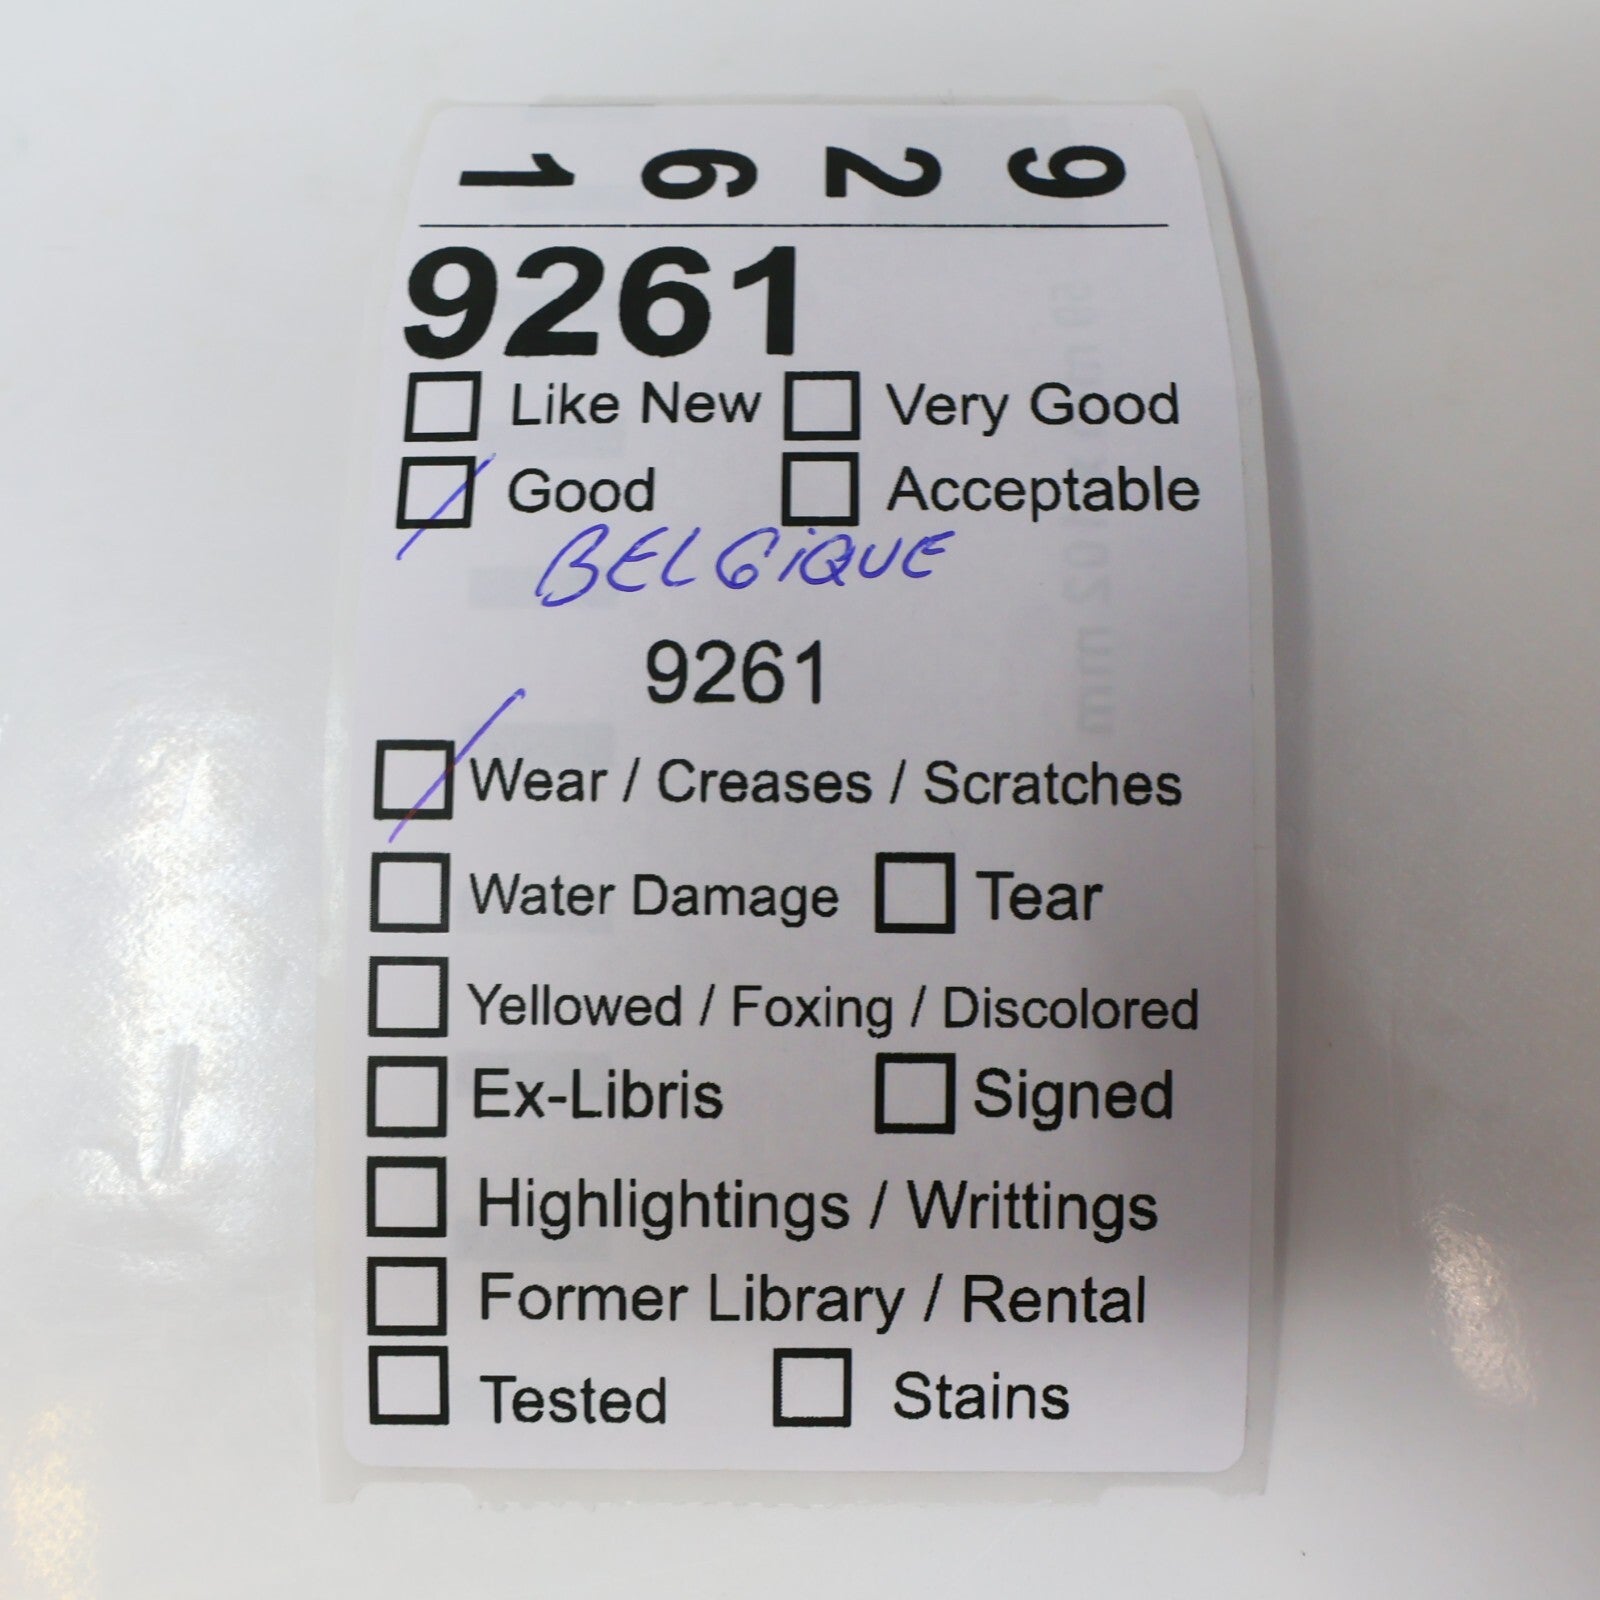 9 2 6 1
9261
Like New Very Good
Good Acceptable
BELGiQUE
9261
Wear / Creases / Scratches
Water Damage Tear
Yellowed / Foxing / Discolored
Ex-Libris Signed
Highlightings / Writtings
Former Library / Rental
Tested Stains